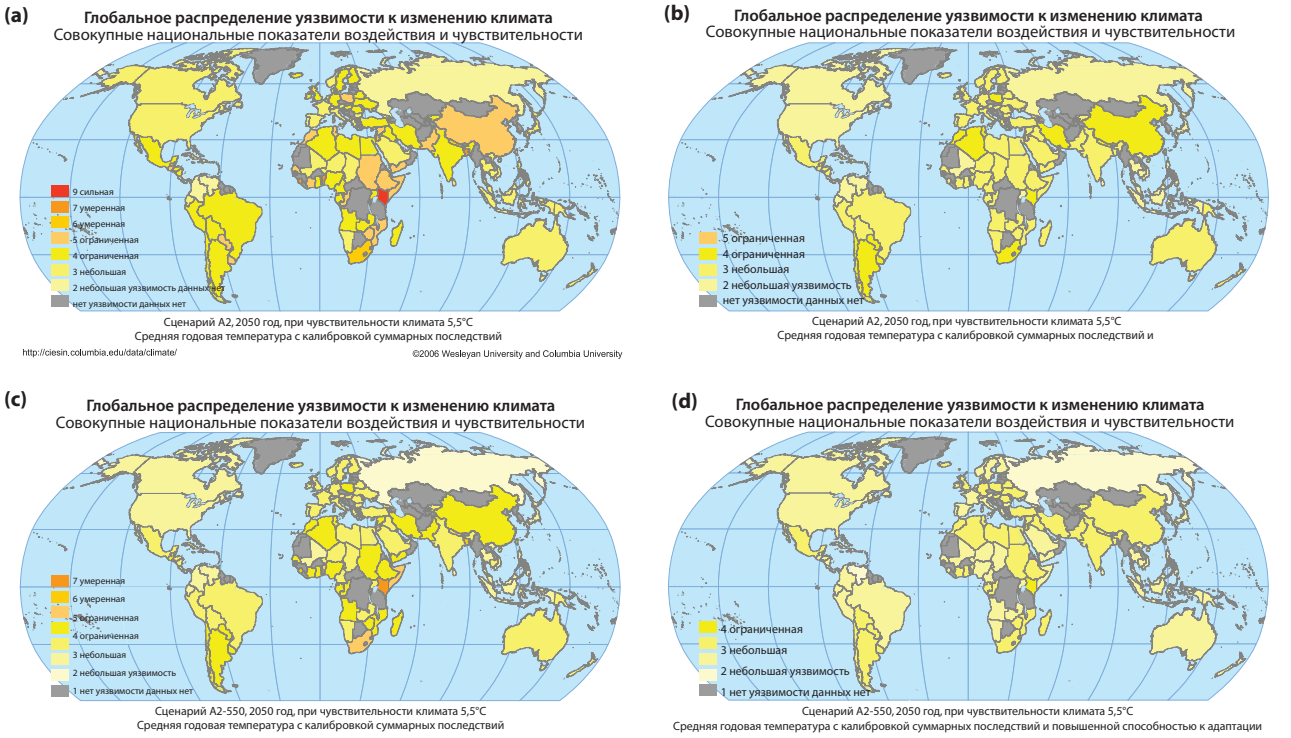 (a)
Глобальное распределение уязвимости к изменению климата
Совокупные национальные показатели воздействия и чувствительности
9 сильная
7 умеренная
6 умеренная
5 ограниченная
4 ограниченная
3 небольшая
2 небольшая уязвимость данных нет
нет уязвимости данных нет
Сценарий А2, 2050 год, при чувствительности климата 5,5°C
Средняя годовая температура с калибровкой суммарных последствий
http://ciesin.columbia.edu/data/climate/
©2006 Wesleyan University and Columbia University
(b)
Глобальное распределение уязвимости к изменению климата
Совокупные национальные показатели воздействия и чувствительности
5 ограниченная
4 ограниченная
3 небольшая
2 небольшая уязвимость
нет уязвимости данных нет
Сценарий А2, 2050 год, при чувствительности климата 5,5°C
Средняя годовая температура с калибровкой суммарных последствий и
(c)
Глобальное распределение уязвимости к изменению климата
Совокупные национальные показатели воздействия и чувствительности
7 умеренная
6 умеренная
5 ограниченная
4 ограниченная
3 небольшая
2 небольшая уязвимость
1 нет уязвимости данных нет
Сценарий А2-550, 2050 год, при чувствительности климата 5,5°C
Средняя годовая температура с калибровкой суммарных последствий
(d)
Глобальное распределение уязвимости к изменению климата
Совокупные национальные показатели воздействия и чувствительности
4 ограниченная
3 небольшая
2 небольшая уязвимость
1 нет уязвимости данных нет
Сценарий А2-550, 2050 год, при чувствительности климата 5,5°C
Средняя годовая температура с калибровкой суммарных последствий и повышенной способностью к адаптации